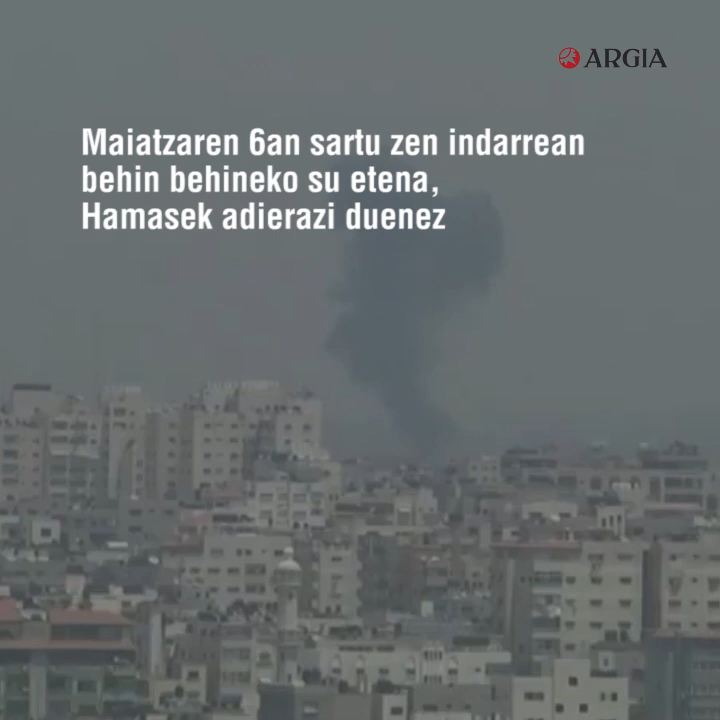 ARGIA
Maiatzaren 6an sartu zen indarrean
behin behineko su etena,
Hamasek adierazi duenez